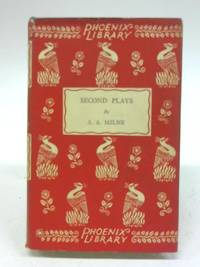 PHOENIX
LIBRARY
SECOND PLAYS
By
A. A. MILNE
PHOENIX
LIBRARY